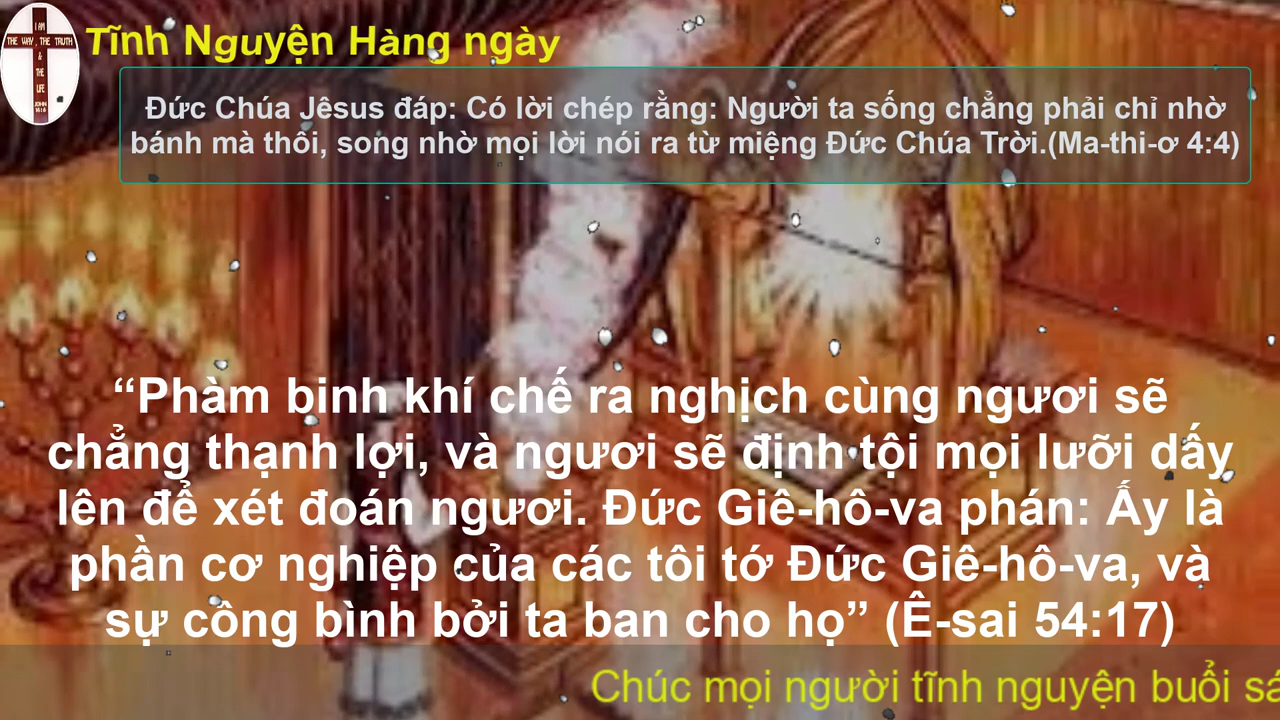 I AM
THE WAY, THE TRUTH
&
THE
LIFE
JOHN
Tĩnh Nguyện Hàng ngày
Đức Chúa Jêsus đáp: Có lời chép rằng: Người ta sống chẳng phải chỉ nhờ
bánh mà thôi, song nhờ mọi lời nói ra từ miệng Đức Chúa Trời.(Ma-thi-ơ 4:4)
“Phàm binh khí chế ra nghịch cùng ngươi sẽ
chẳng thạnh lợi, và ngươi sẽ định tội mọi lưỡi dấy
lên để xét đoán ngươi. Đức Giê-hô-va phán: Ấy là
phần cơ nghiệp của các tôi tớ Đức Giê-hô-va, và
sự công bình bởi ta ban cho họ” (Ê-sai 54:17)
Chúc mọi người tĩnh nguyện buổi